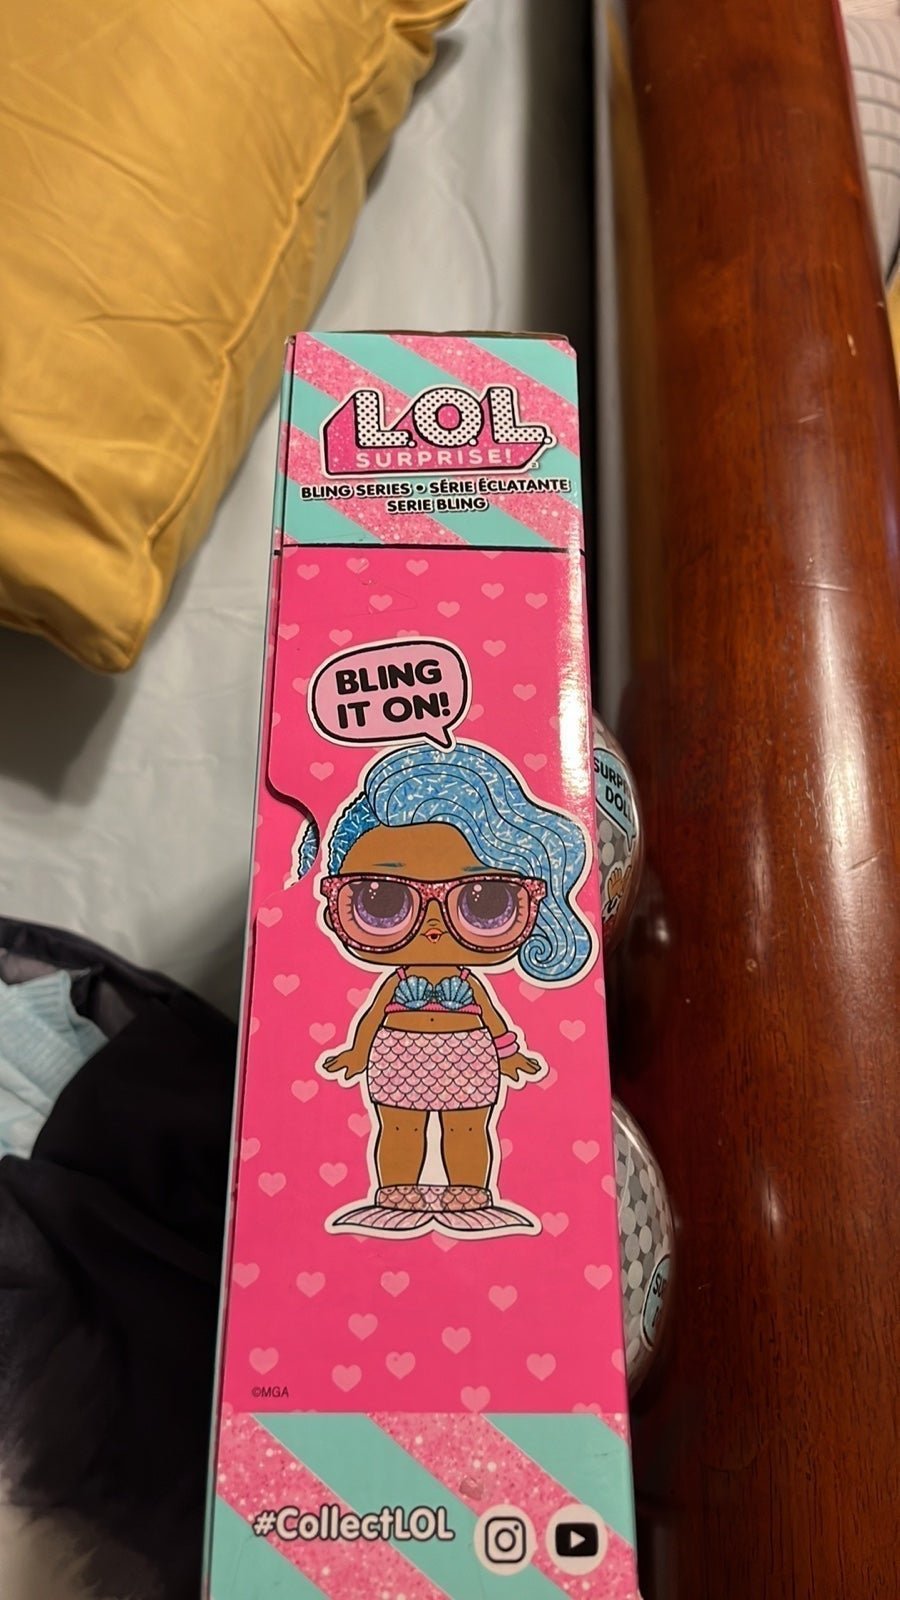 L.O.L.
SURPRISE!
BLING SERIES • SÉRIE ÉCLATANTE
SERIE BLING
BLING
IT ON!
©MGA
#CollectLOL